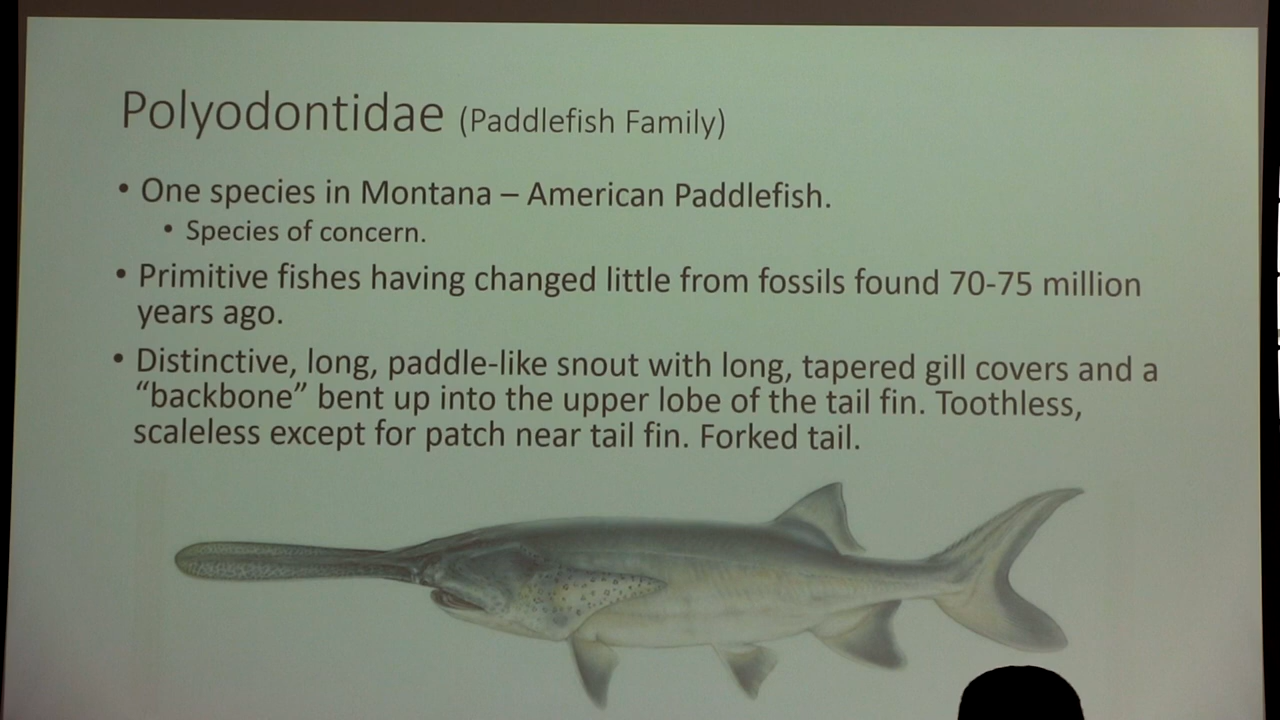 Polyodontidae (Paddlefish Family)
• One species in Montana – American Paddlefish.
• Species of concern.
• Primitive fishes having changed little from fossils found 70-75 million
years ago.
• Distinctive, long, paddle-like snout with long, tapered gill covers and a
“backbone” bent up into the upper lobe of the tail fin. Toothless,
scaleless except for patch near tail fin. Forked tail.